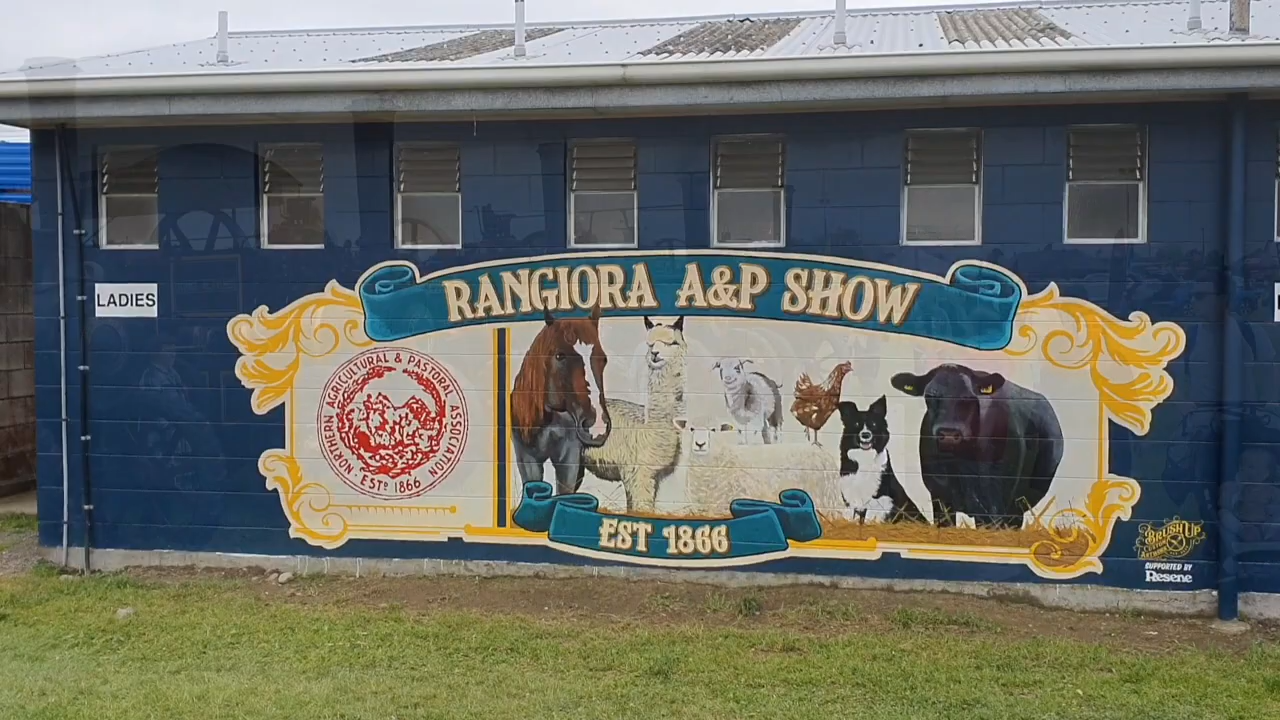 RANGIORA A&P SHOW
LADIES
NORTHERN AGRICULTURAL & PASTORAL ASSOCIATION
ESTD 1866
EST 1866
BRUSH UP
SUPPORTED BY
Resene